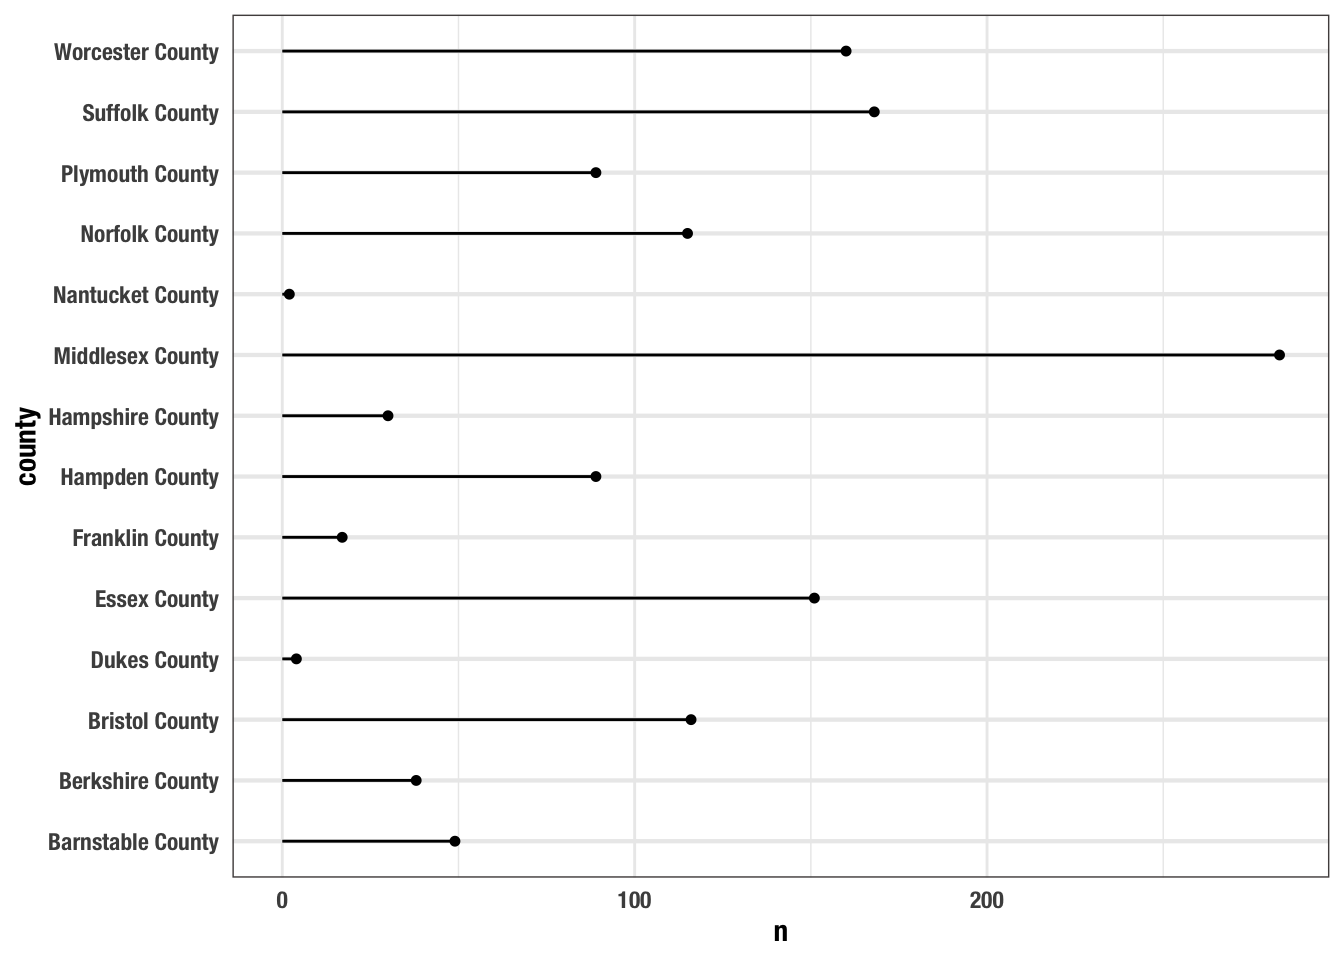 Worcester County
Suffolk County
Plymouth County
Norfolk County
Nantucket County
Middlesex County
Hampshire County
Hampden County
Franklin County
Essex County
Dukes County
Bristol County
Berkshire County
Barnstable County
county
0 100 200
n